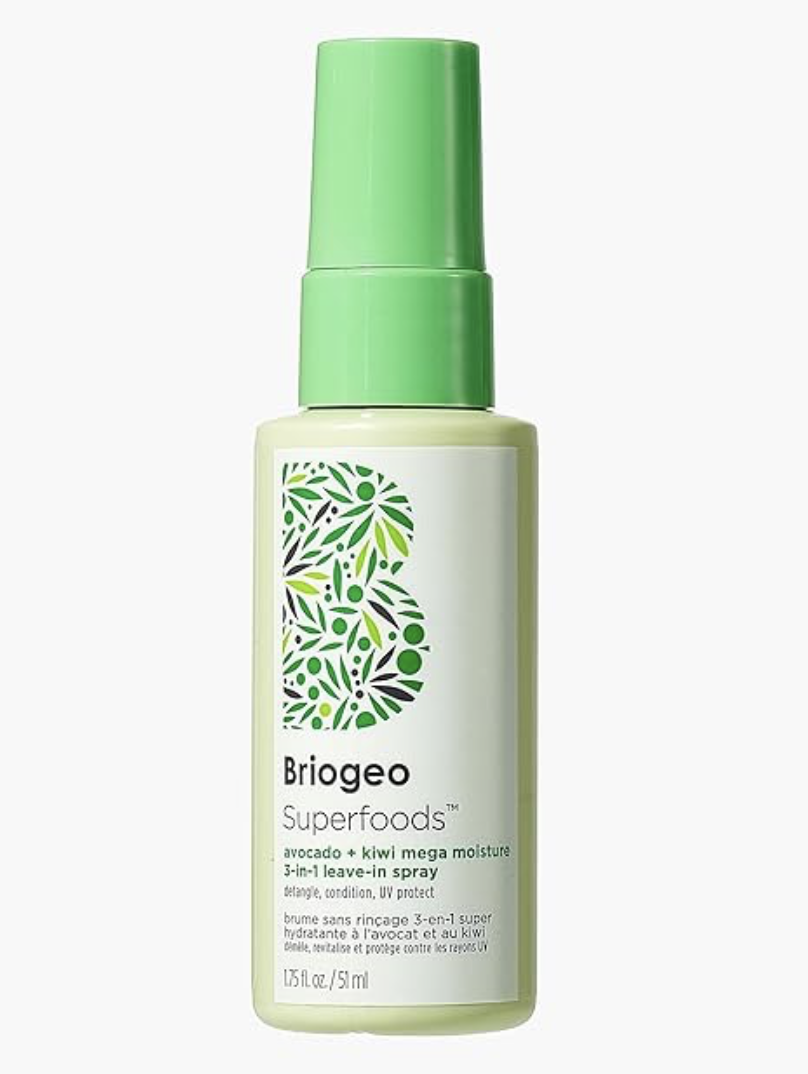 Briogeo
Superfoods™
avocado + kiwi mega moisture
3-in-1 leave-in spray
detangle, condition, UV protect
brume sans rinçage 3-en-1 super
hydratante à l'avocat et au kiwi
démêle, revitalise et protège contre les rayons UV
1.75 fl. oz. / 51 ml